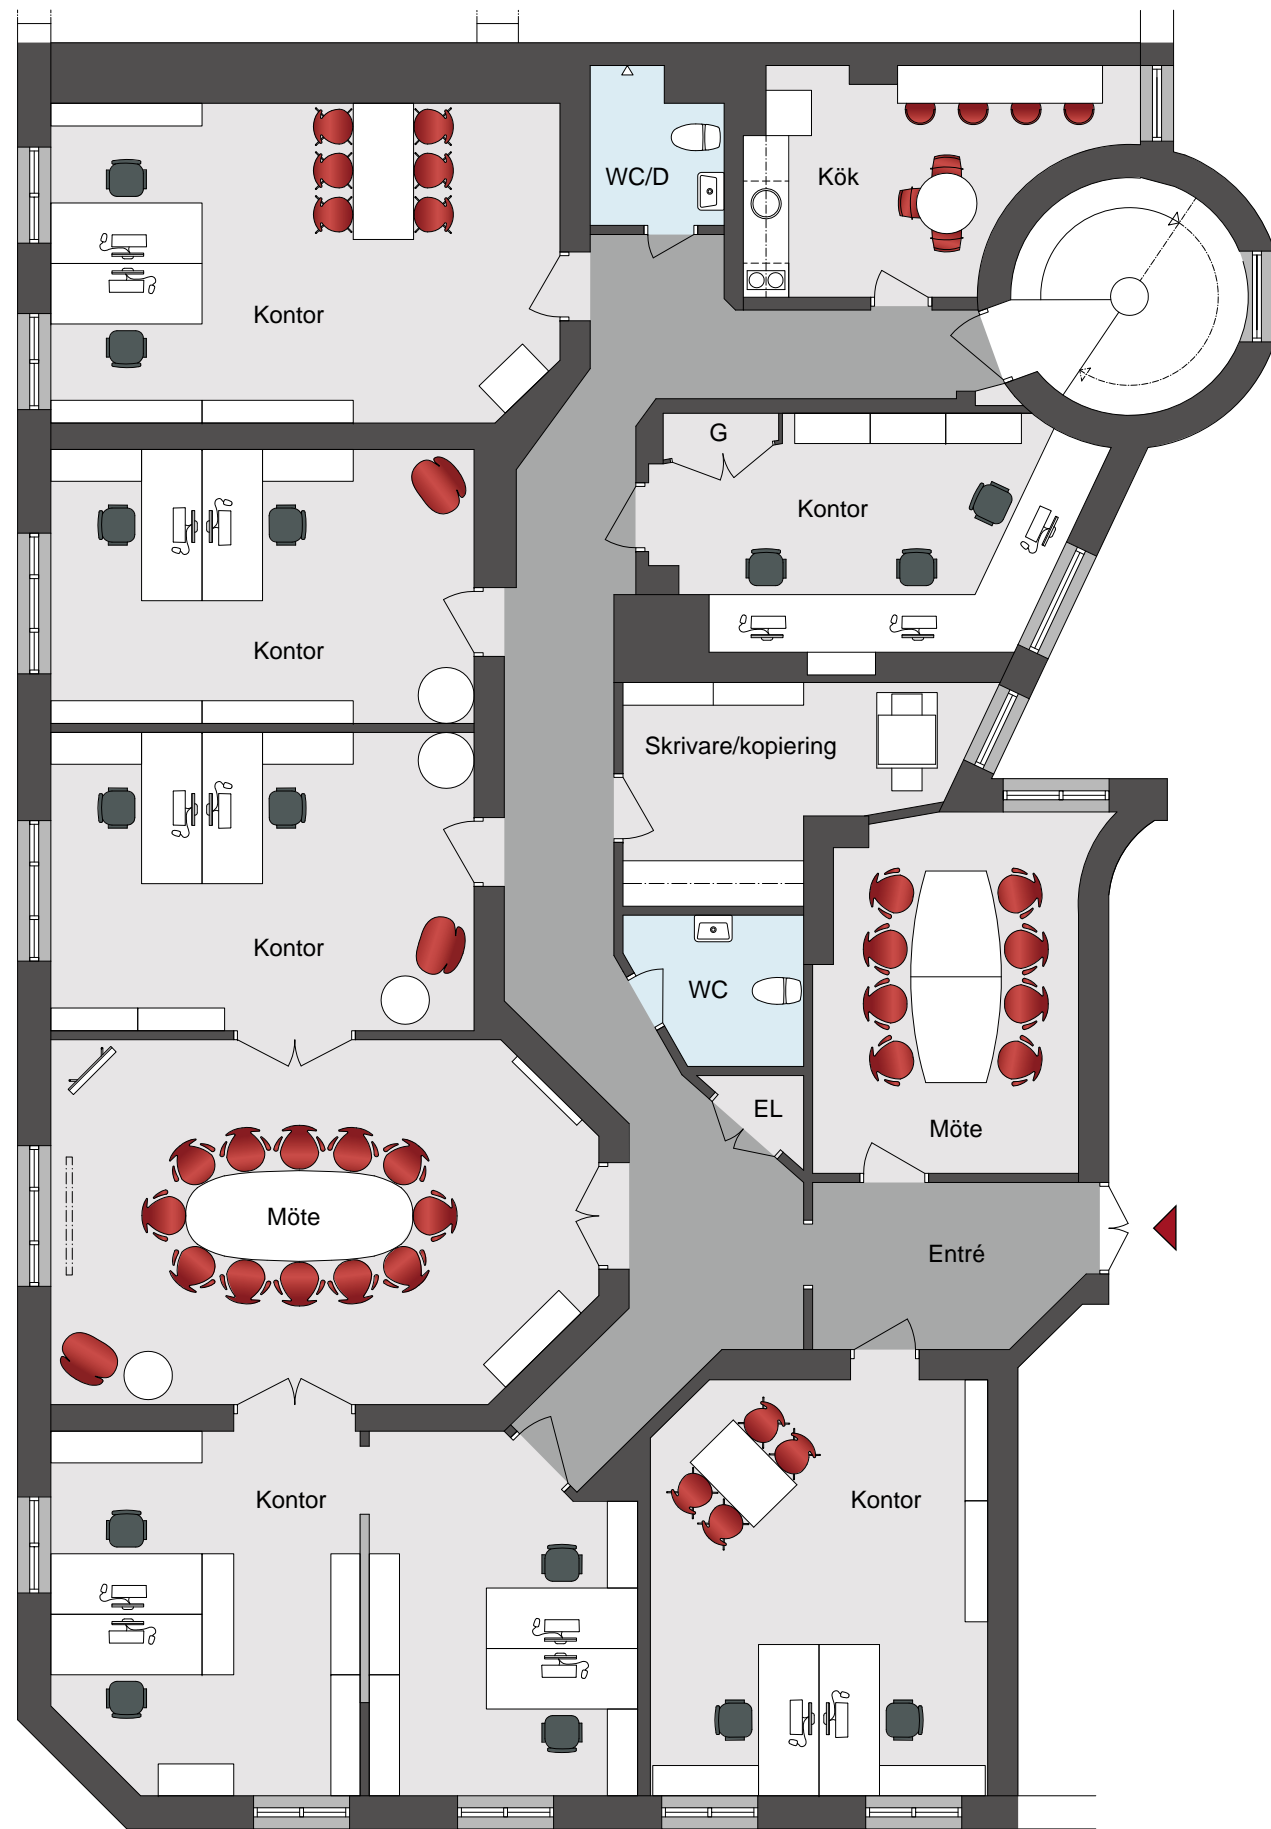 WC/D
Kök
Kontor
G
Kontor
Kontor
Skrivare/kopiering
Kontor
WC
EL
Möte
Möte
Entré
Kontor
Kontor